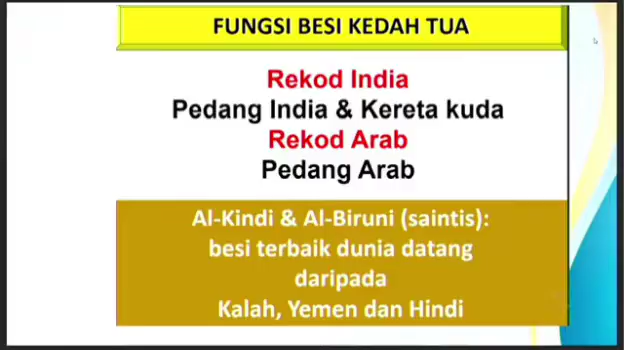 FUNGSI BESI KEDAH TUA
Rekod India
Pedang India & Kereta kuda
Rekod Arab
Pedang Arab
Al-Kindi & Al-Biruni (saintis):
besi terbaik dunia datang
daripada
Kalah, Yemen dan Hindi